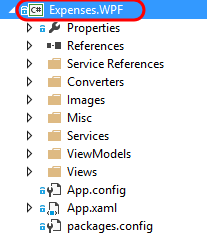 C# Expenses.WPF
Properties
References
Service References
Converters
Images
Misc
Services
ViewModels
Views
App.config
App.xaml
packages.config